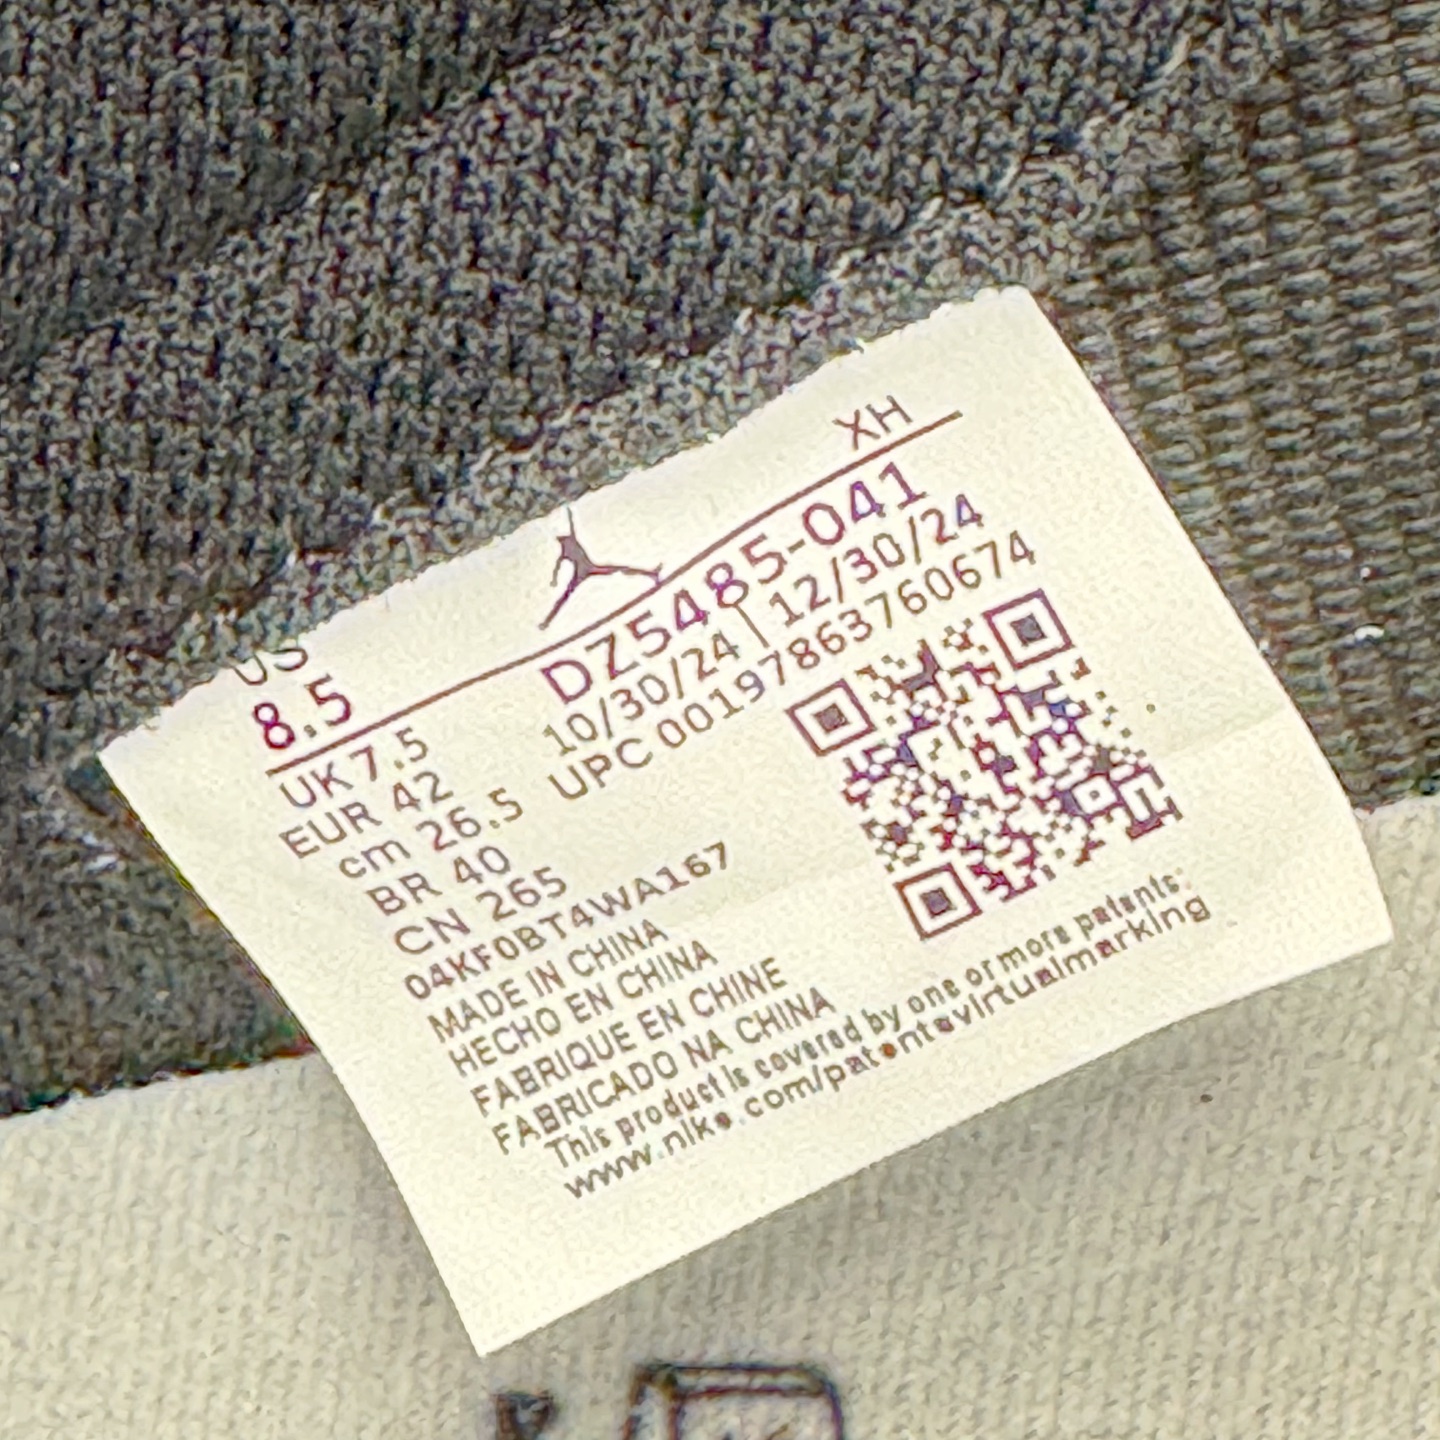 XH
US
8.5
DZ5485-041
10/30/24 | 12/30/24
UPC 00197863760674
UK 7.5
EUR 42
cm 26.5
BR 40
CN 265
04KF0BT4WA167
MADE IN CHINA
HECHO EN CHINA
FABRIQUE EN CHINE
FABRICADO NA CHINA
This product is covered by one or more patents:
www.nike.com/patentsvirtualmarking